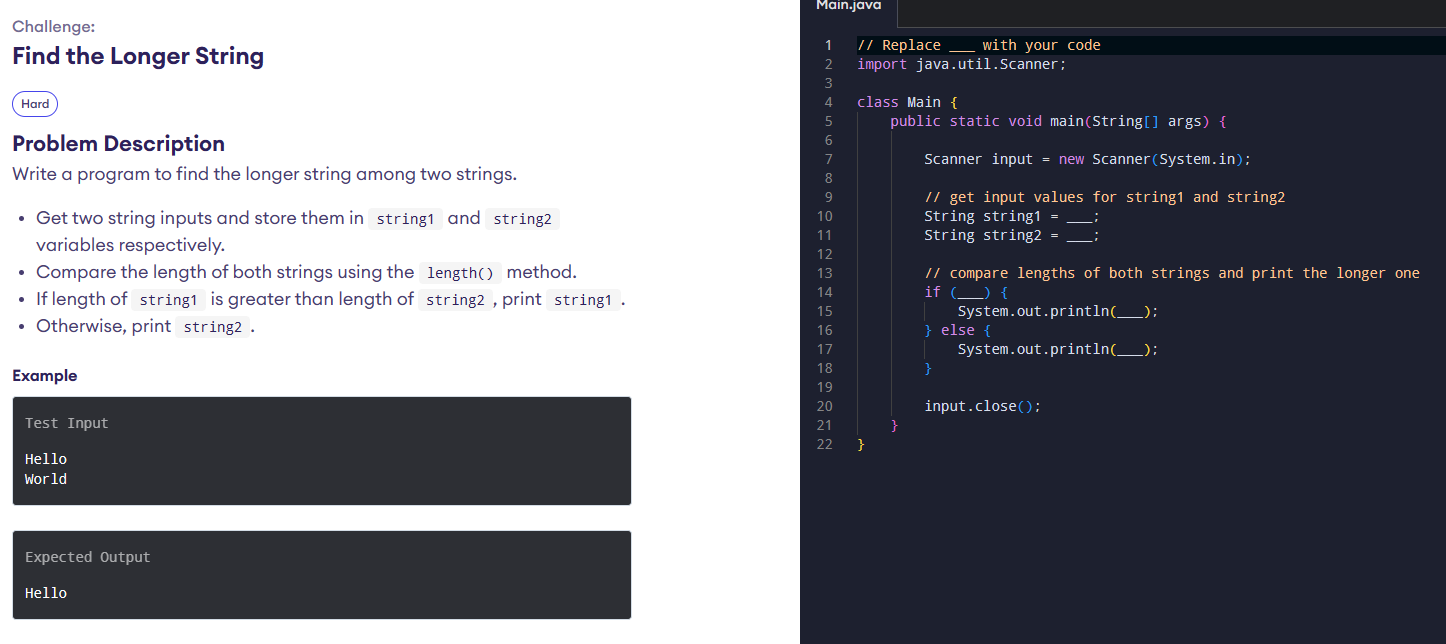 Challenge:
Find the Longer String
Hard
Problem Description
Write a program to find the longer string among two strings.
• Get two string inputs and store them in string1 and string2
variables respectively.
• Compare the length of both strings using the length() method.
• If length of string1 is greater than length of string2, print string1.
• Otherwise, print string2.
Example
Test Input
Hello
World
Expected Output
Hello
Main.java
1 // Replace ___ with your code
2 import java.util.Scanner;
3
4 class Main {
5     public static void main(String[] args) {
6
7         Scanner input = new Scanner(System.in);
8
9         // get input values for string1 and string2
10         String string1 = ___;
11         String string2 = ___;
12
13         // compare lengths of both strings and print the longer one
14         if (___) {
15             System.out.println(___);
16         } else {
17             System.out.println(___);
18         }
19
20         input.close();
21     }
22 }